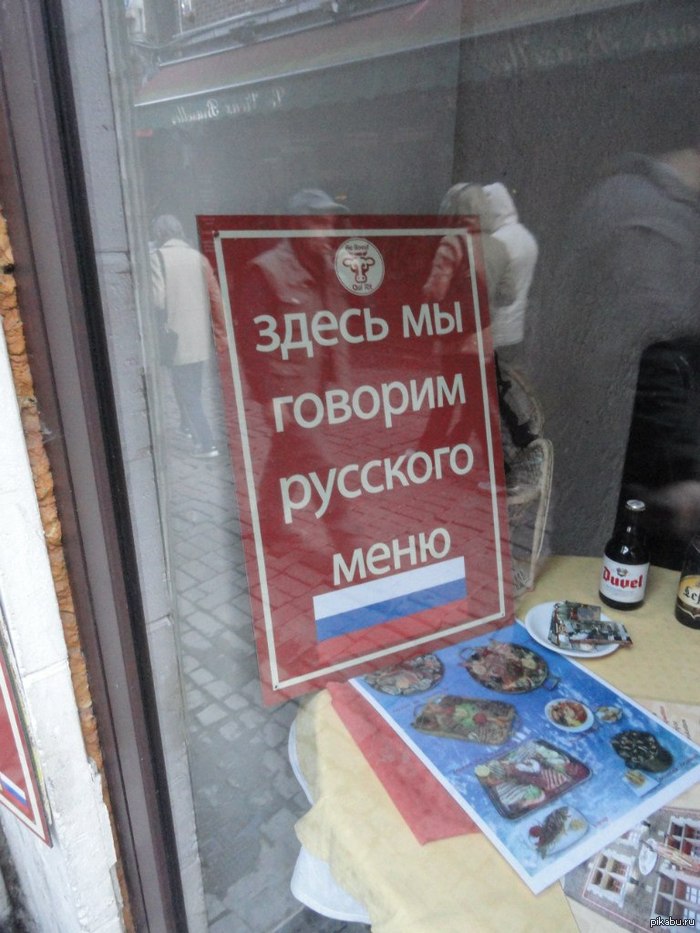 здесь мы
говорим
русского
меню
Duvel
pikabu.ru